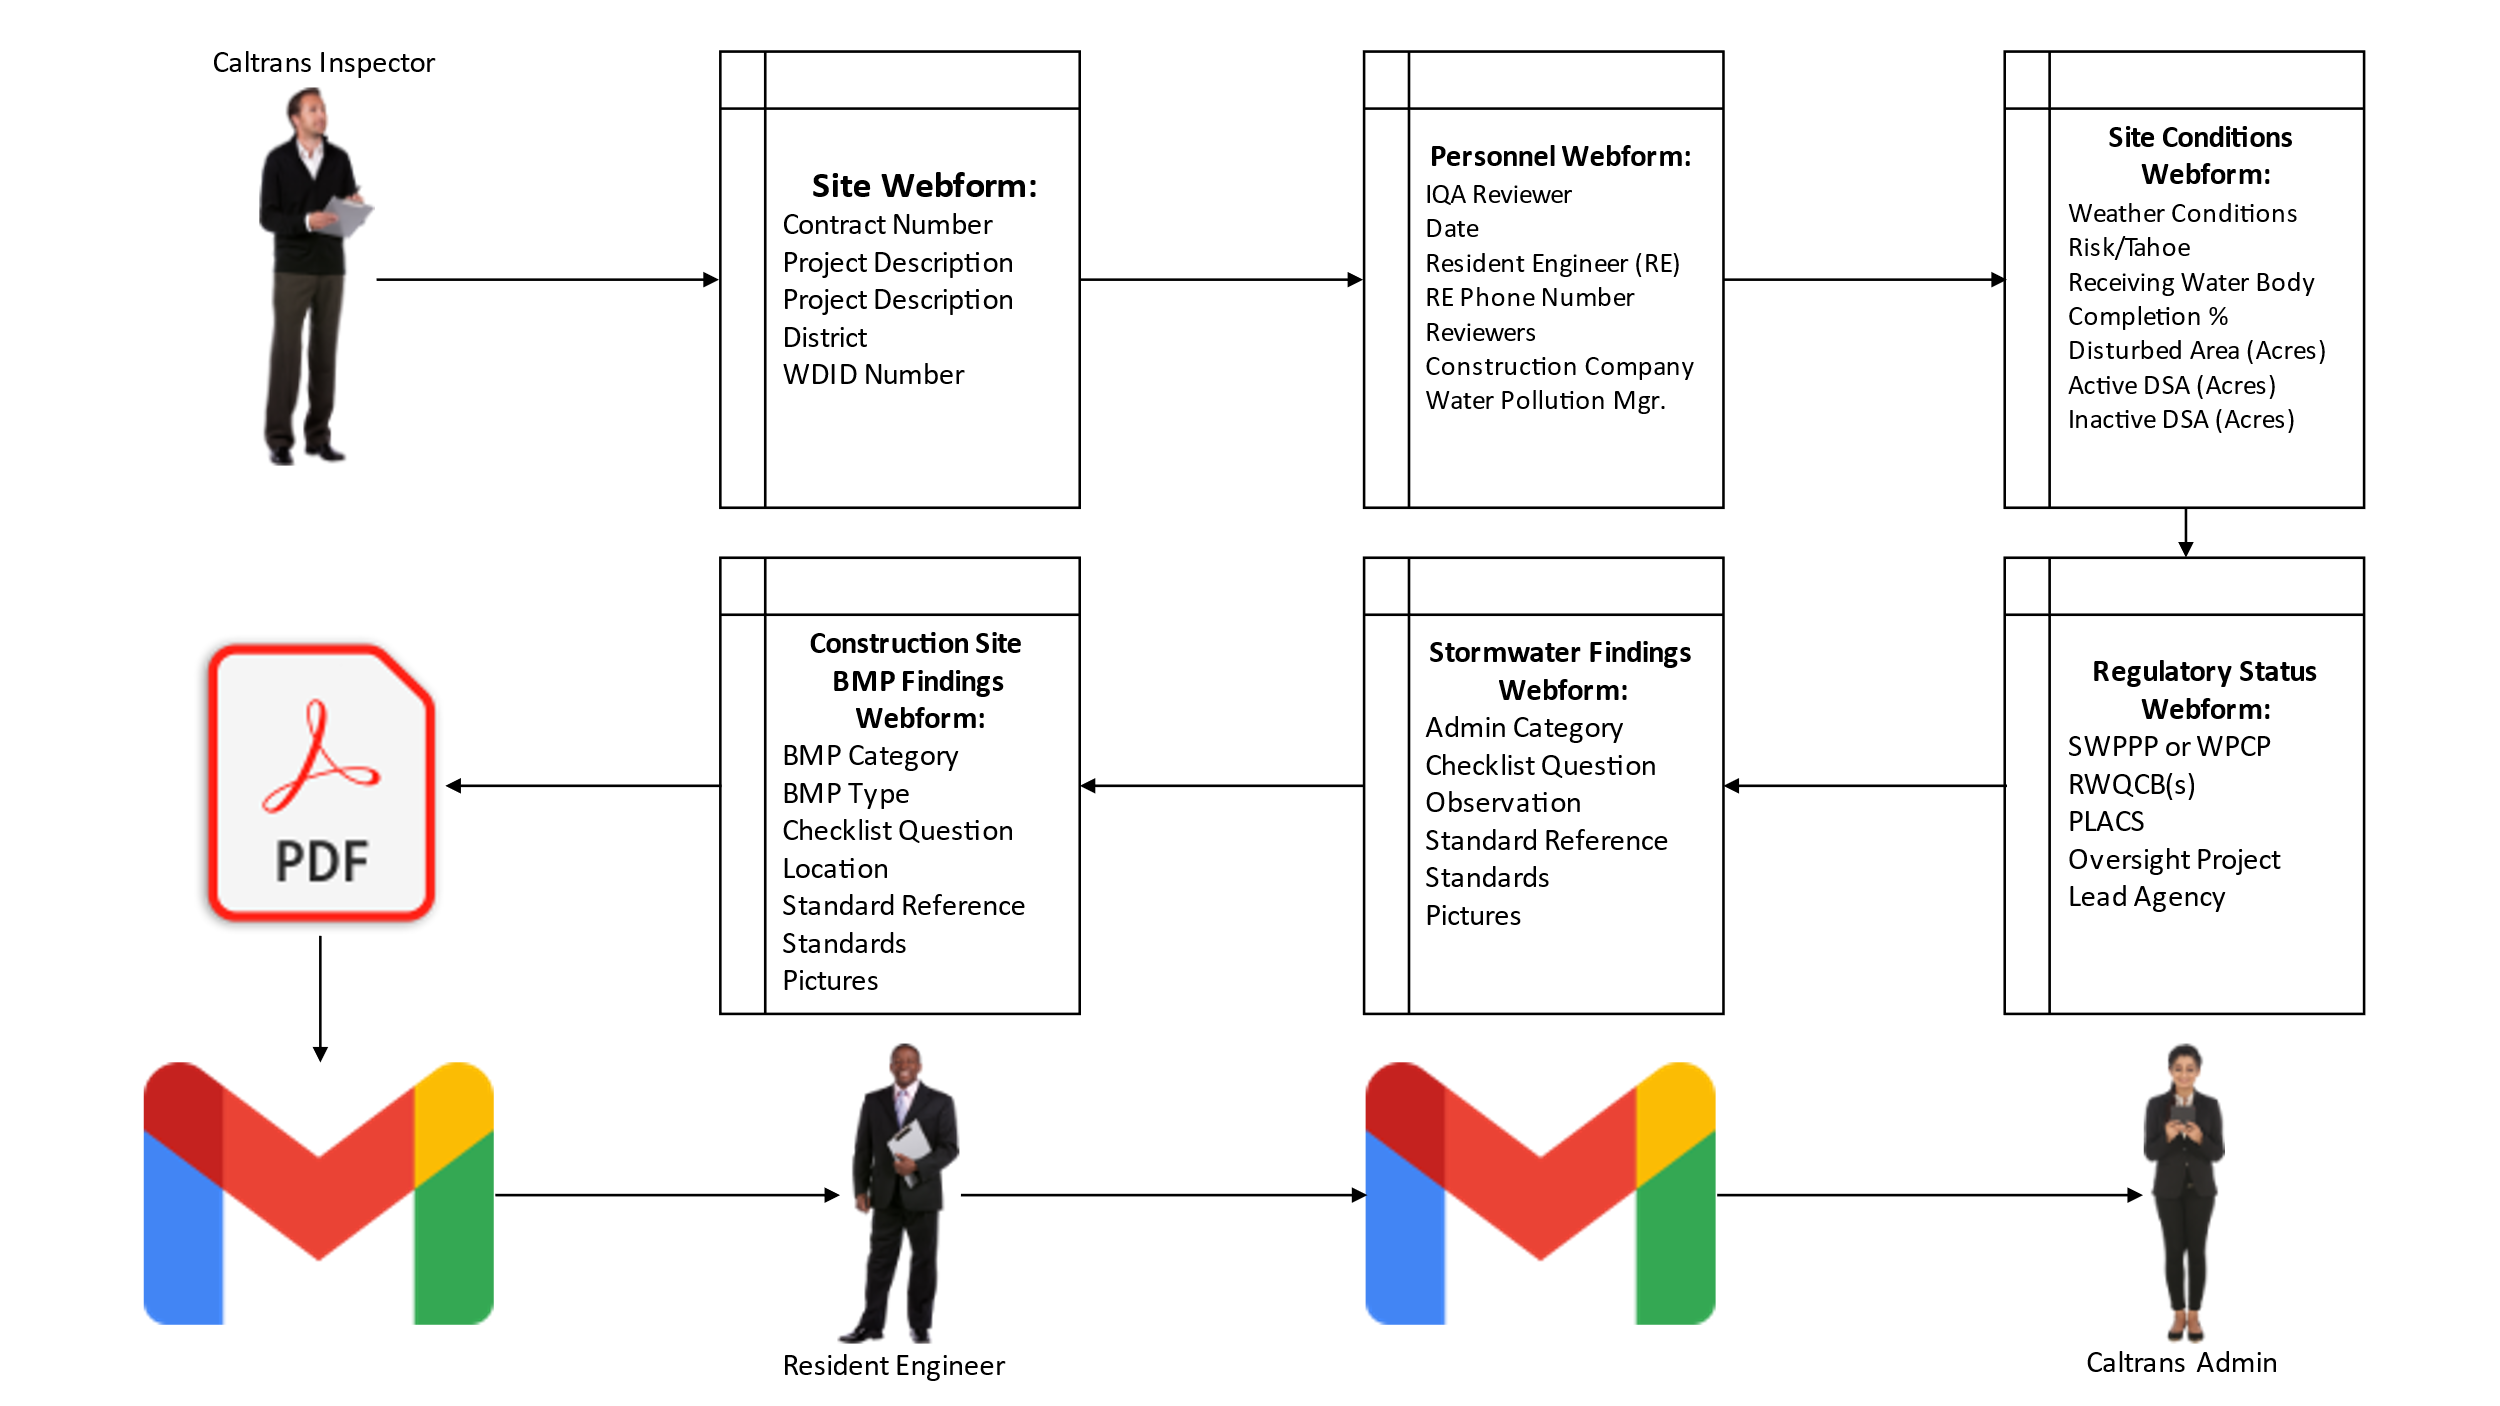 Caltrans Inspector
Site Webform:
Contract Number
Project Description
Project Description
District
WDID Number
Personnel Webform:
IQA Reviewer
Date
Resident Engineer (RE)
RE Phone Number
Reviewers
Construction Company
Water Pollution Mgr.
Site Conditions
Webform:
Weather Conditions
Risk/Tahoe
Receiving Water Body
Completion %
Disturbed Area (Acres)
Active DSA (Acres)
Inactive DSA (Acres)
Regulatory Status
Webform:
SWPPP or WPCP
RWQCB(s)
PLACS
Oversight Project
Lead Agency
Stormwater Findings
Webform:
Admin Category
Checklist Question
Observation
Standard Reference
Standards
Pictures
Construction Site
BMP Findings
Webform:
BMP Category
BMP Type
Checklist Question
Location
Standard Reference
Standards
Pictures
PDF
Resident Engineer
Caltrans Admin